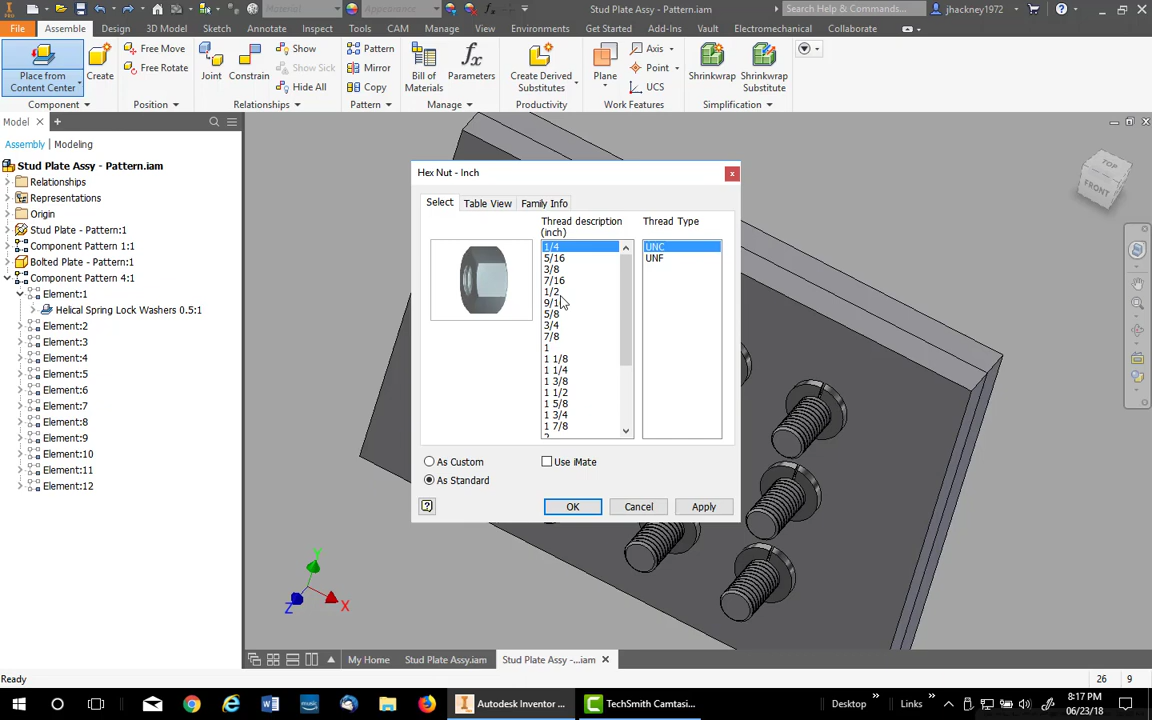 Material
Appearance
Stud Plate Assy - Pattern.iam
Search Help & Commands...
jhackney1972
File Assemble Design 3D Model Sketch Annotate Inspect Tools CAM Manage View Environments Get Started Add-Ins Vault Electromechanical Collaborate
Place from
Content Center
Create
Free Move
Free Rotate
Joint
Constrain
Show
Show Sick
Hide All
Pattern
Mirror
Copy
Bill of
Materials
Parameters
Create Derived
Substitutes
Plane
Axis
Point
UCS
Shrinkwrap
Shrinkwrap
Substitute
Component Position Relationships Pattern Manage Productivity Work Features Simplification
Model
Assembly Modeling
Stud Plate Assy - Pattern.iam
Relationships
Representations
Origin
Stud Plate - Pattern:1
Component Pattern 1:1
Bolted Plate - Pattern:1
Component Pattern 4:1
Element:1
Helical Spring Lock Washers 0.5:1
Element:2
Element:3
Element:4
Element:5
Element:6
Element:7
Element:8
Element:9
Element:10
Element:11
Element:12
Hex Nut - Inch
Select Table View Family Info
Thread description
(inch)
Thread Type
1/4
5/16
3/8
7/16
1/2
9/1
5/8
3/4
7/8
1
1 1/8
1 1/4
1 3/8
1 1/2
1 5/8
1 3/4
1 7/8
2
UNC
UNF
As Custom
As Standard
Use iMate
OK Cancel Apply
TOP
FRONT
Y
Z
X
My Home Stud Plate Assy.iam Stud Plate Assy -...iam
Ready
26 9
Autodesk Inventor ...
TechSmith Camtasi...
Desktop
Links
8:17 PM
06/23/18